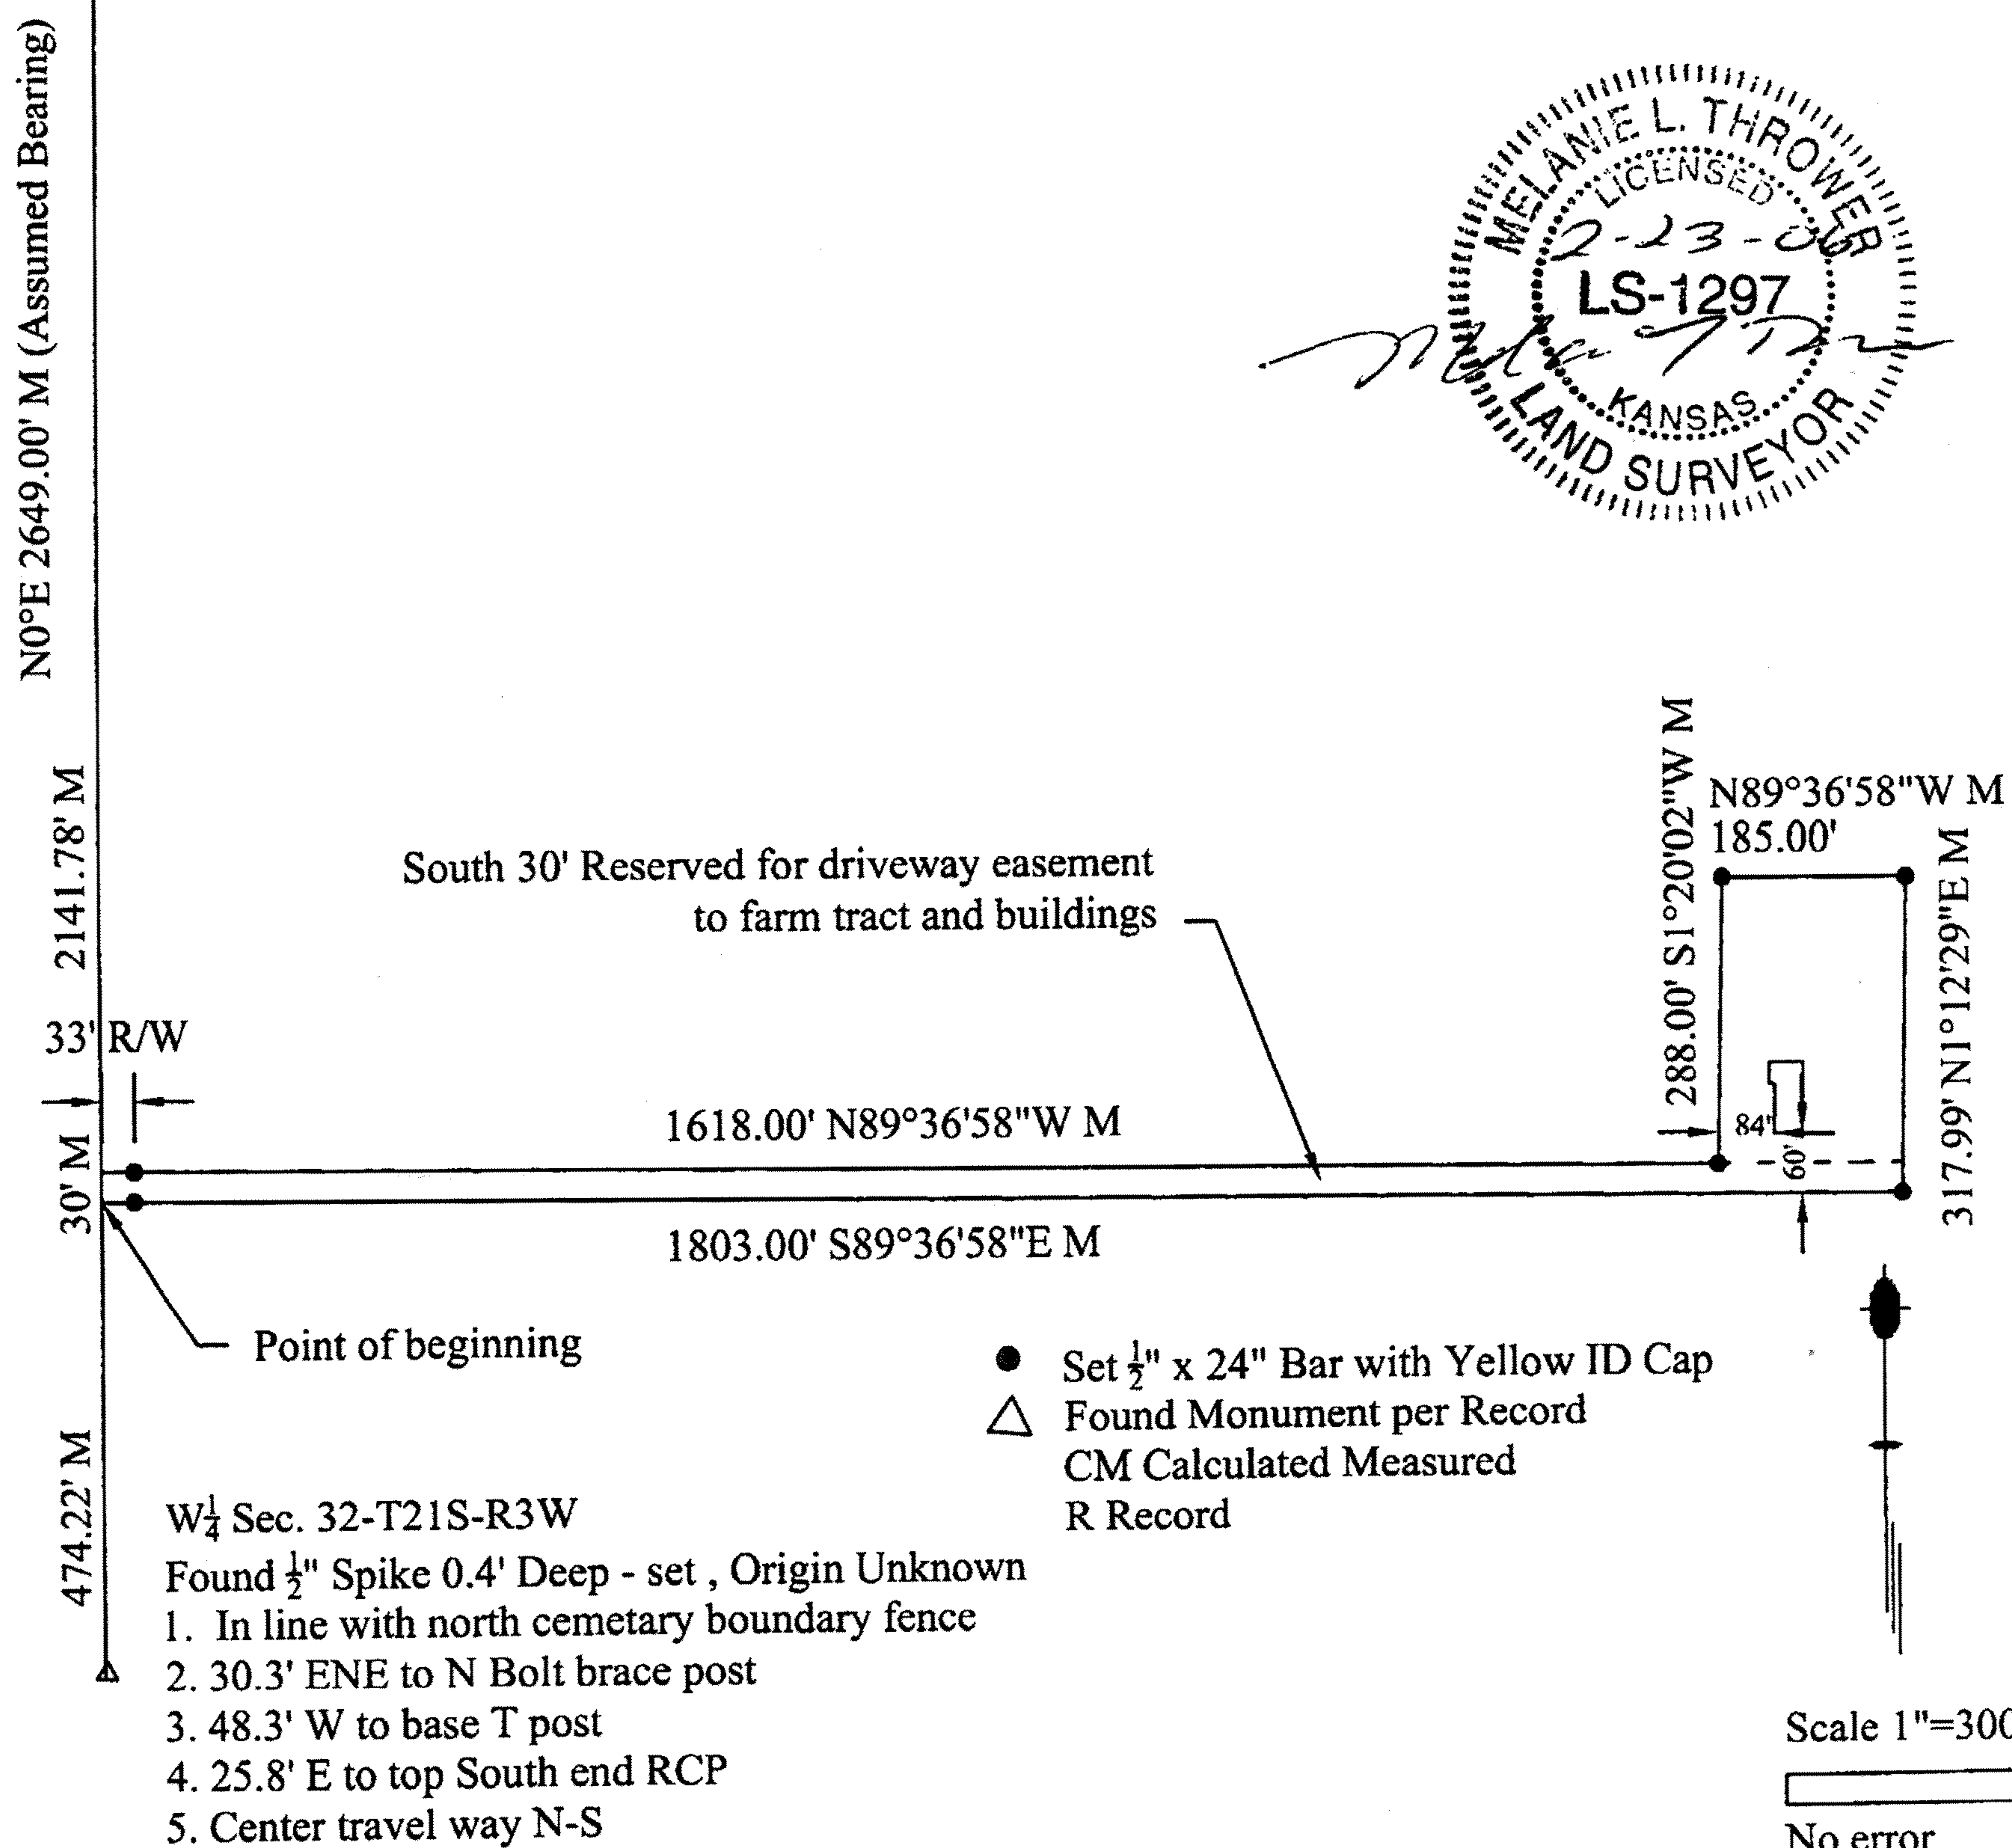 N0°E 2649.00' M (Assumed Bearing)
MELANIE L. THROWER
LICENSED
2-23-06
LS-1297
KANSAS
LAND SURVEYOR
2141.78' M
288.00' S1°20'02"W M
N89°36'58"W M
185.00'
317.99' N1°12'29"E M
South 30' Reserved for driveway easement
to farm tract and buildings
33' R/W
1618.00' N89°36'58"W M
84'
60'
30' M
1803.00' S89°36'58"E M
Point of beginning
Set ½" x 24" Bar with Yellow ID Cap
Found Monument per Record
CM Calculated Measured
R Record
474.22' M
W¼ Sec. 32-T21S-R3W
Found ½" Spike 0.4' Deep - set , Origin Unknown
1. In line with north cemetary boundary fence
2. 30.3' ENE to N Bolt brace post
3. 48.3' W to base T post
4. 25.8' E to top South end RCP
5. Center travel way N-S
Scale 1"=300
No error